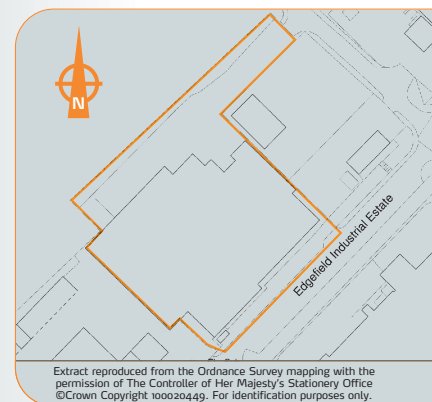 N
Edgefield Industrial Estate
Extract reproduced from the Ordnance Survey mapping with the
permission of The Controller of Her Majesty's Stationery Office
©Crown Copyright 100020449. For identification purposes only.